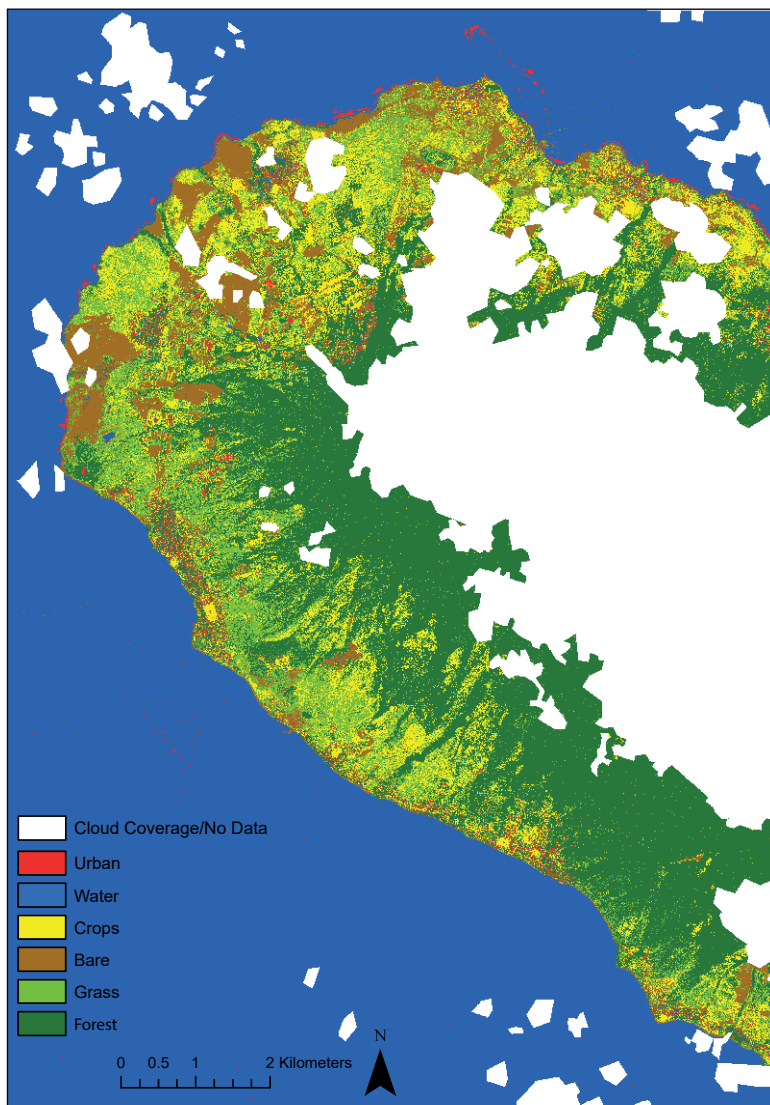 Cloud Coverage/No Data
Urban
Water
Crops
Bare
Grass
Forest
N
0 0.5 1 2 Kilometers